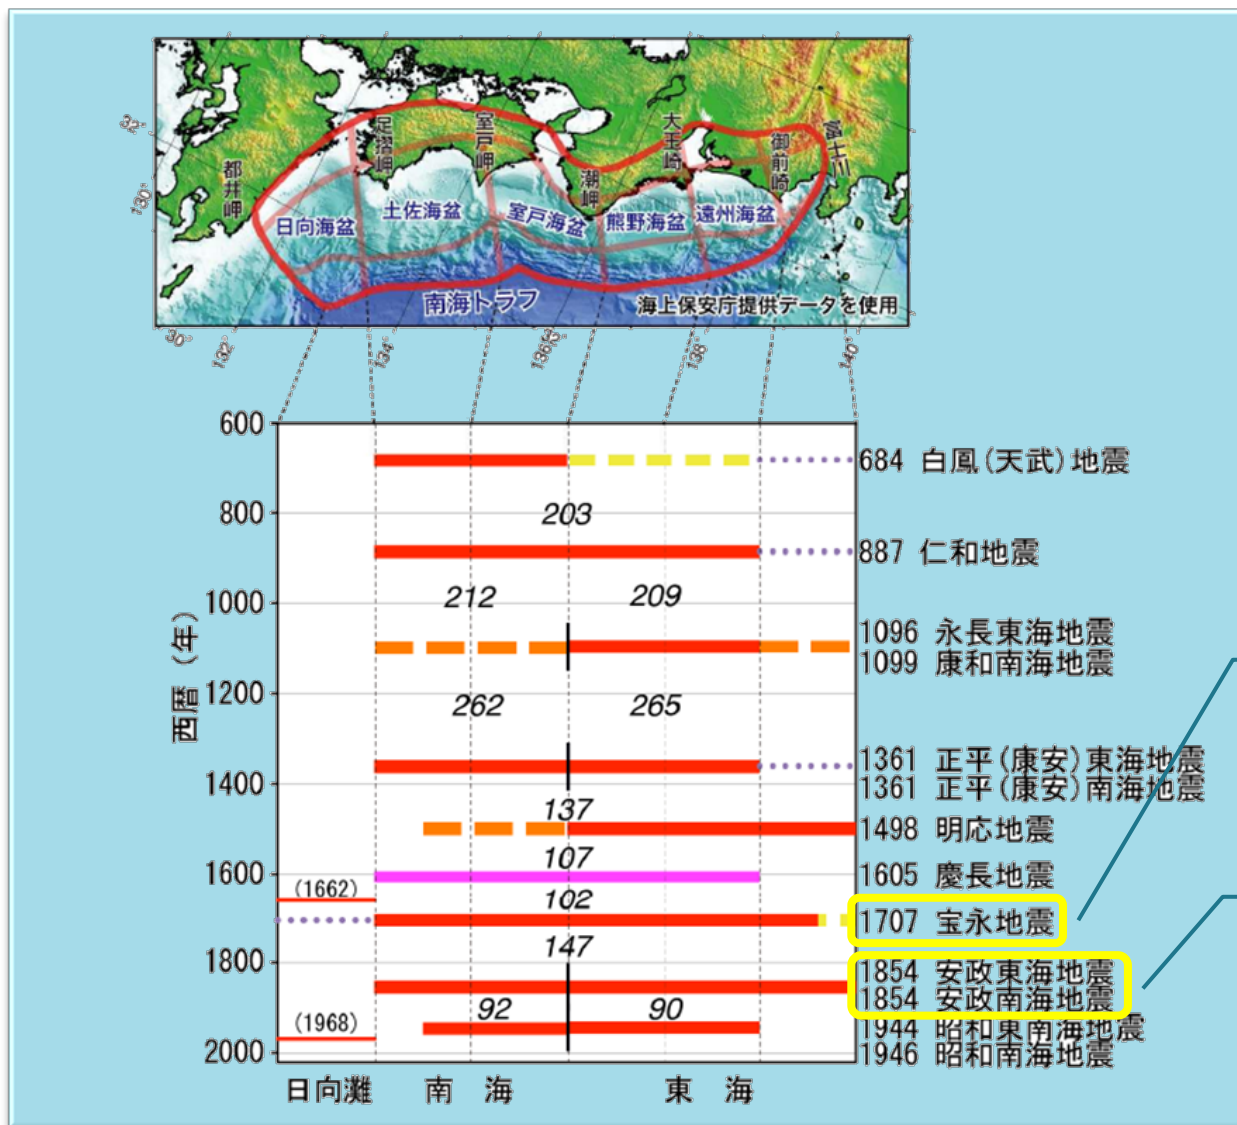 大王崎
足摺岬
室戸岬
富士川
御前崎
都井岬
潮岬
日向海盆
土佐海盆
室戸海盆
熊野海盆
遠州海盆
南海トラフ
海上保安庁提供データを使用
32°
130°
30°
132°
134°
136°
138°
140°
600
684 白鳳(天武)地震
800
203
887 仁和地震
1000
212
209
1096 永長東海地震
1099 康和南海地震
西暦(年)
1200
262
265
1361 正平(康安)東海地震
1361 正平(康安)南海地震
1400
137
1498 明応地震
107
1600
1605 慶長地震
(1662)
102
1707 宝永地震
147
1800
1854 安政東海地震
1854 安政南海地震
92
90
(1968)
1944 昭和東南海地震
1946 昭和南海地震
2000
日向灘
南 海
東 海